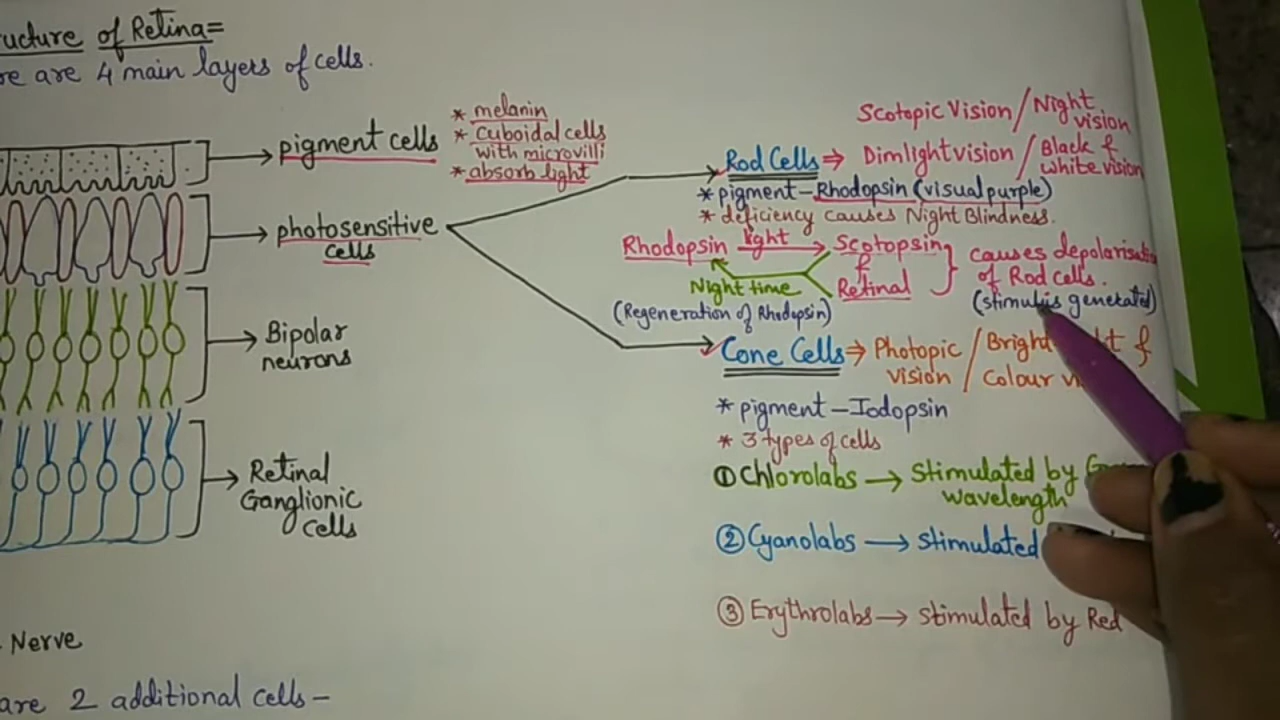 ucture of Retina=
re are 4 main layers of cells.
pigment cells
* melanin
* cuboidal cells
with microvilli
* absorb light
photosensitive
cells
Bipolar
neurons
Retinal
Ganglionic
cells
Nerve
are 2 additional cells-
Scotopic Vision / Night
vision
Rod Cells ⇒ Dimlight vision / Black &
white vision
* pigment - Rhodopsin (visual purple)
* deficiency causes Night Blindness.
Rhodopsin light → Scotopsin
&
Retinal
causes depolarisati
of Rod cells.
(stimulus generated)
Night time
(Regeneration of Rhodopsin)
Cone Cells ⇒ Photopic / Bright &
vision / Colour
* pigment - Iodopsin
* 3 types of cells
① Chlorolabs → Stimulated by
wavelength
② Cyanolabs → Stimulated
③ Erythrolabs → Stimulated by Red